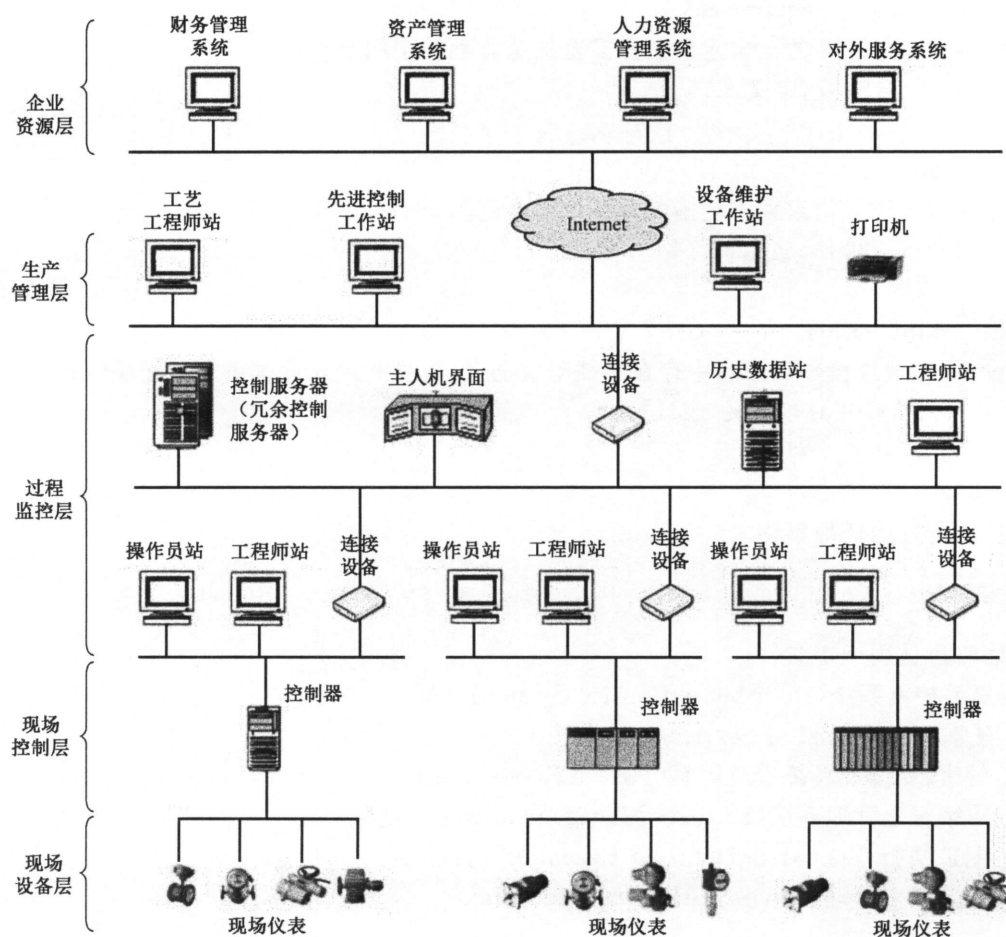 财务管理
系统
资产管理
系统
人力资源
管理系统
对外服务系统
企业
资源层
工艺
工程师站
先进控制
工作站
Internet
设备维护
工作站
打印机
生产
管理层
控制服务器
（冗余控制
服务器）
主人机界面
连接
设备
历史数据站
工程师站
过程
监控层
操作员站
工程师站
连接
设备
操作员站
工程师站
连接
设备
操作员站
工程师站
连接
设备
现场
控制层
控制器
控制器
控制器
现场
设备层
现场仪表
现场仪表
现场仪表